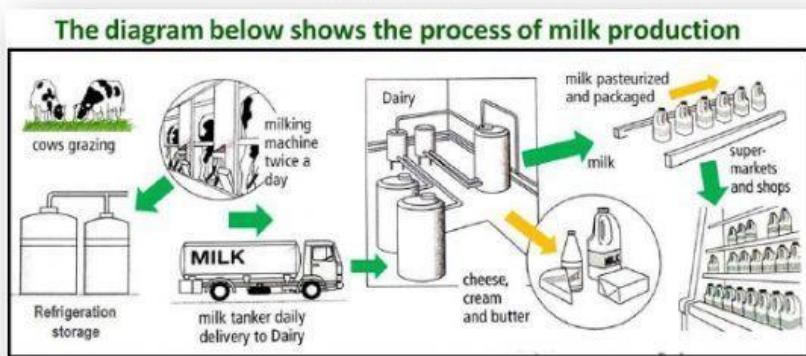 The diagram below shows the process of milk production
cows grazing
milking
machine
twice a
day
Refrigeration
storage
MILK
milk tanker daily
delivery to Dairy
Dairy
milk pasteurized
and packaged
milk
cheese,
cream
and butter
MILK
super-
markets
and shops